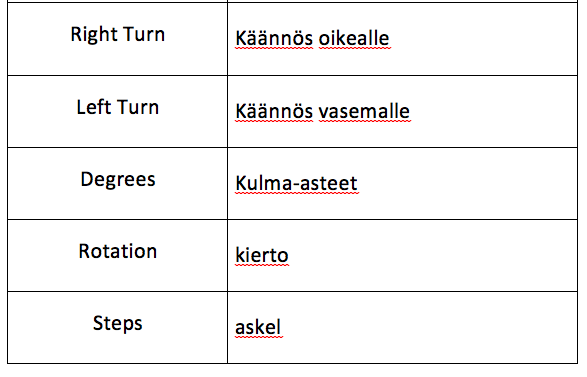 Right Turn Käännös oikealle
Left Turn Käännös vasemalle
Degrees Kulma-asteet
Rotation kierto
Steps askel